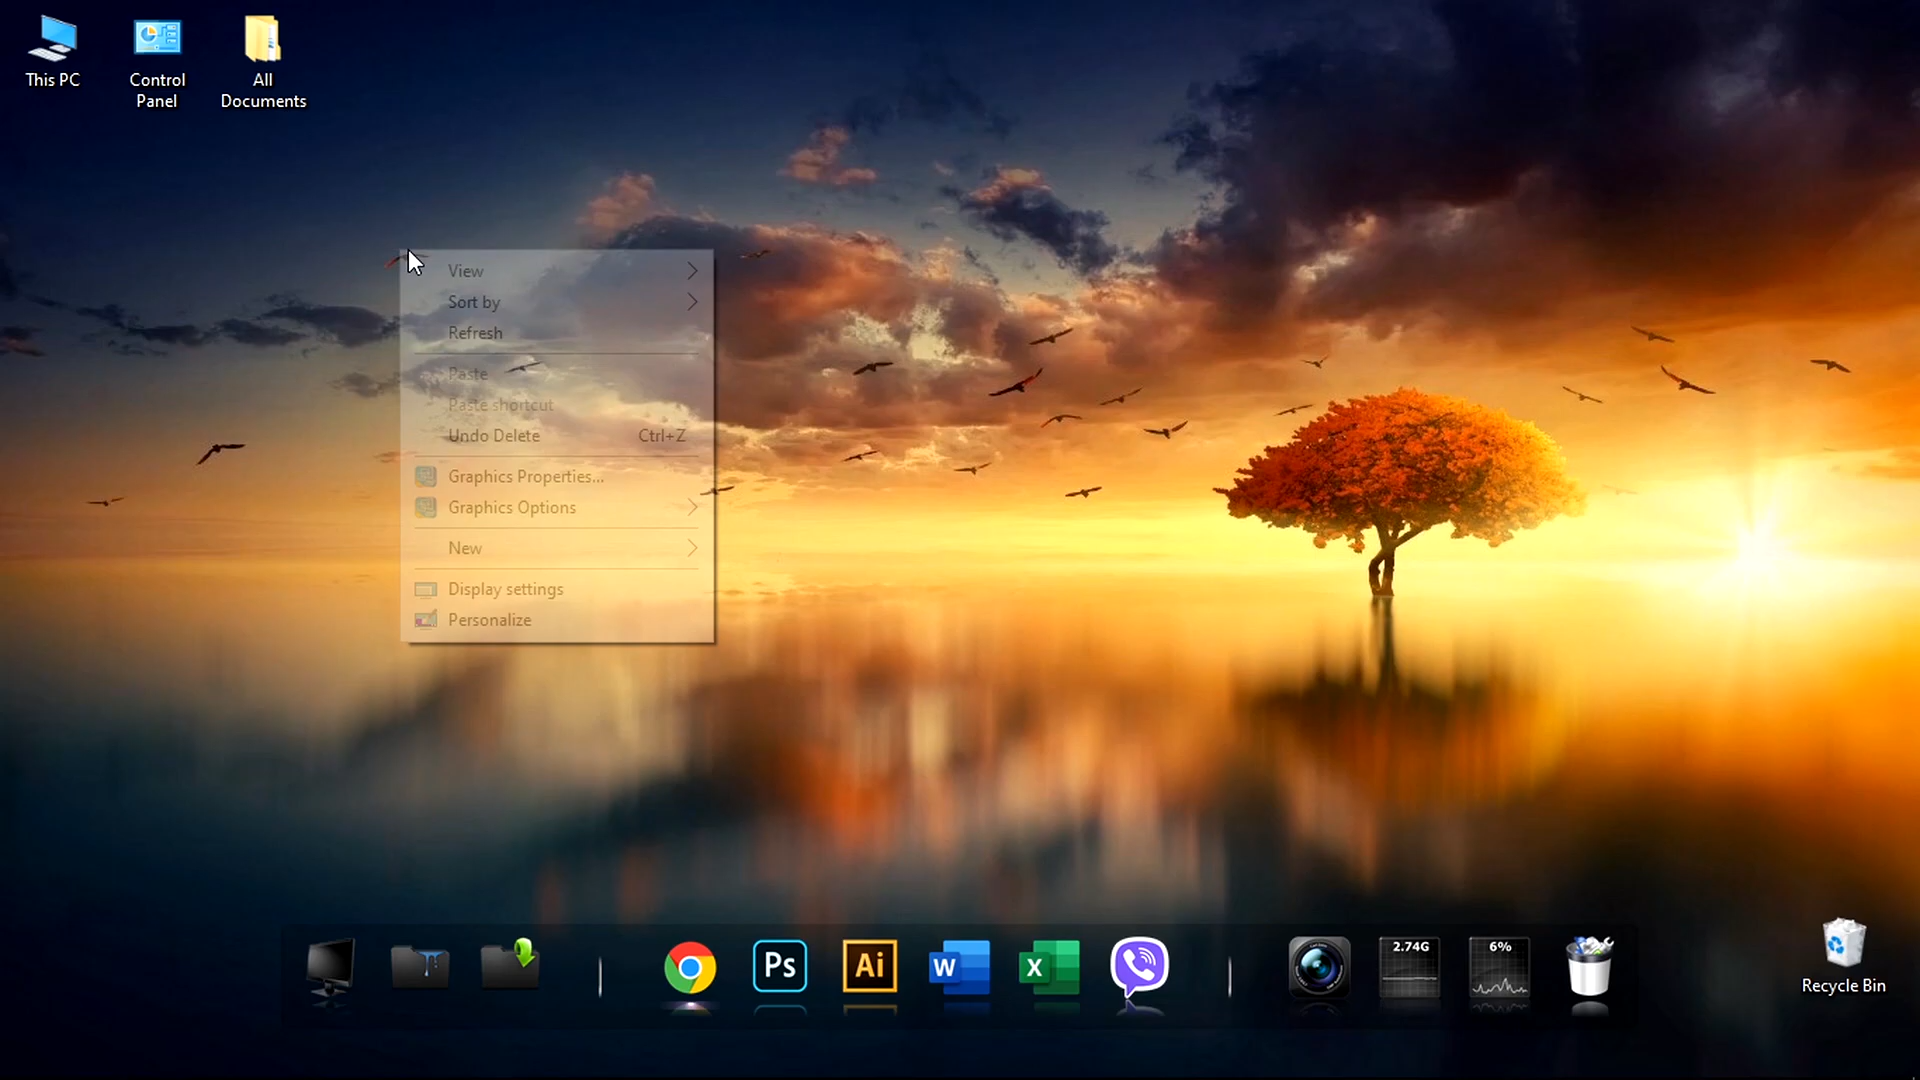 This PC
Control
Panel
All
Documents
View
Sort by
Refresh
Paste
Paste shortcut
Undo Delete Ctrl+Z
Graphics Properties...
Graphics Options
New
Display settings
Personalize
Ps
Ai
W
X
2.74G
6%
Recycle Bin